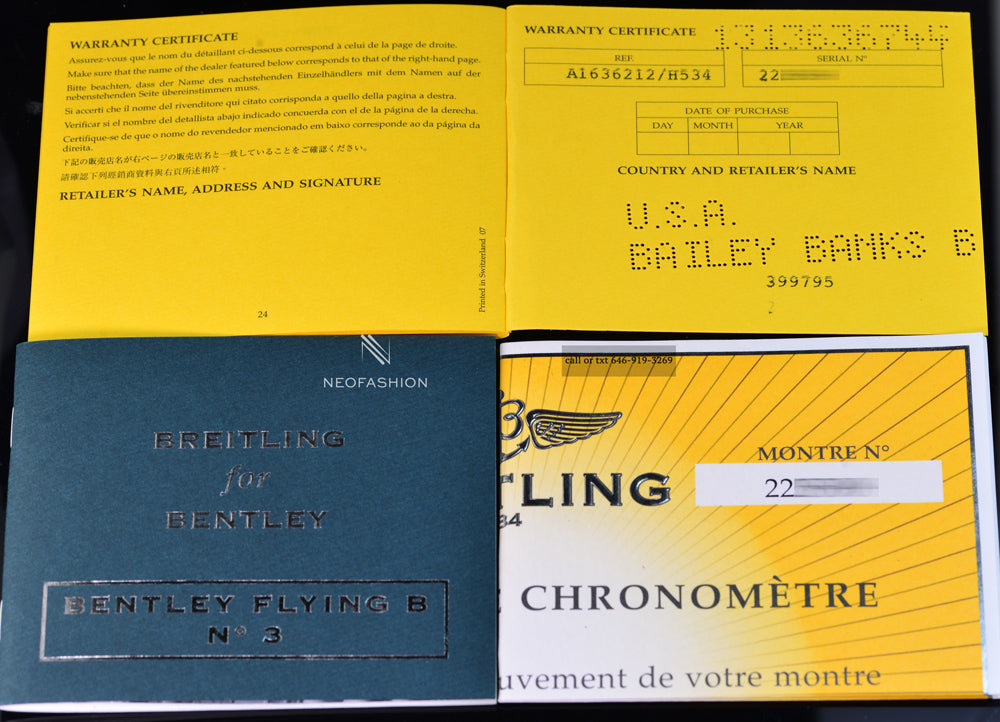 WARRANTY CERTIFICATE
Assurez-vous que le nom du détaillant ci-dessous correspond à celui de la page de droite.
Make sure that the name of the dealer featured below corresponds to that of the right-hand page.
Bitte beachten, dass der Name des nachstehenden Einzelhändlers mit dem Namen auf der
nebenstehenden Seite übereinstimmen muss.
Si accerti che il nome del rivenditore qui citato corrisponda a quello della pagina a destra.
Verificar si el nombre del detallista abajo indicado concuerda con el de la página de la derecha.
Certifique-se de que o nome do revendedor mencionado em baixo corresponde ao da página da
direita.
下記の販売店名が右ページの販売店名と一致していることをご確認ください。
請確認下列經銷商資料與右頁所述相符。
RETAILER'S NAME, ADDRESS AND SIGNATURE
Printed in Switzerland 07
24
WARRANTY CERTIFICATE
1313636744
REF.
A1636212/H534
SERIAL N°
22
DATE OF PURCHASE
DAY MONTH YEAR
COUNTRY AND RETAILER'S NAME
U.S.A.
BAILEY BANKS B
399795
NEOFASHION
BREITLING
for
BENTLEY
BENTLEY FLYING B
N° 3
call or txt 646-919-3269
TLING
84
MONTRE N°
22
CHRONOMÈTRE
uvement de votre montre